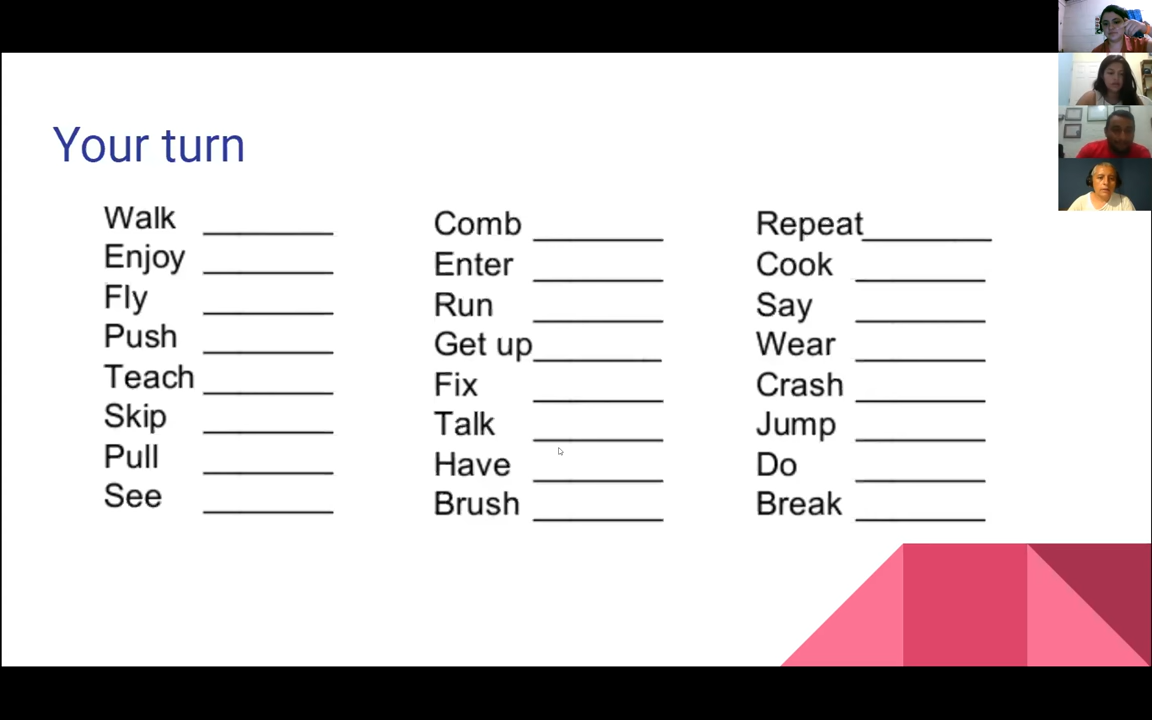 Your turn
Walk
Enjoy
Fly
Push
Teach
Skip
Pull
See
Comb
Enter
Run
Get up
Fix
Talk
Have
Brush
Repeat
Cook
Say
Wear
Crash
Jump
Do
Break